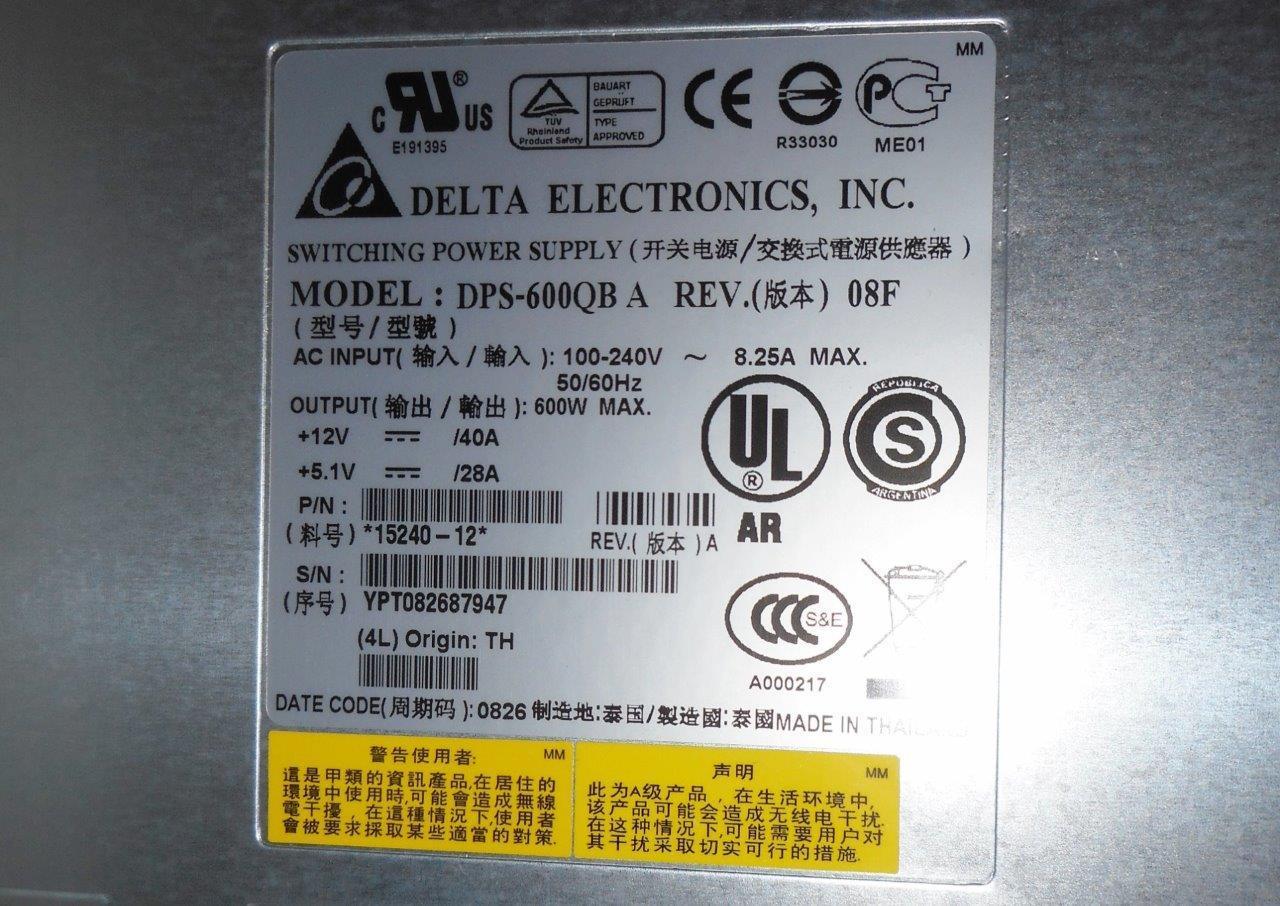 MM
c RU ® US
E191395
TÜV
Rheinland
Product Safety
BAUART
GEPRÜFT
TYPE
APPROVED
CE
R33030
PCT
ME01
DELTA ELECTRONICS, INC.
SWITCHING POWER SUPPLY (开关电源/交換式電源供應器)
MODEL : DPS-600QB A REV.(版本) 08F
(型号/型號)
AC INPUT( 输入 / 輸入 ): 100-240V ~ 8.25A MAX.
50/60Hz
OUTPUT( 输出 / 輸出 ): 600W MAX.
+12V ⎓ /40A
+5.1V ⎓ /28A
UL ®
AR
REPUBLICA
S
ARGENTINA
P/N :
(料号) *15240-12*
REV.( 版本 ) A
S/N :
(序号) YPT082687947
CCC S&E
A000217
(4L) Origin: TH
DATE CODE(周期码):0826 制造地:泰国/製造國:泰國MADE IN THAILAND
警告使用者: MM
這是甲類的資訊產品,在居住的
環境中使用時,可能會造成無線
電干擾，在這種情況下,使用者
會被要求採取某些適當的對策.
声明 MM
此为A级产品，在生活环境中,
该产品可能会造成无线电干扰.
在这种情况下,可能需要用户对
其干扰采取切实可行的措施.